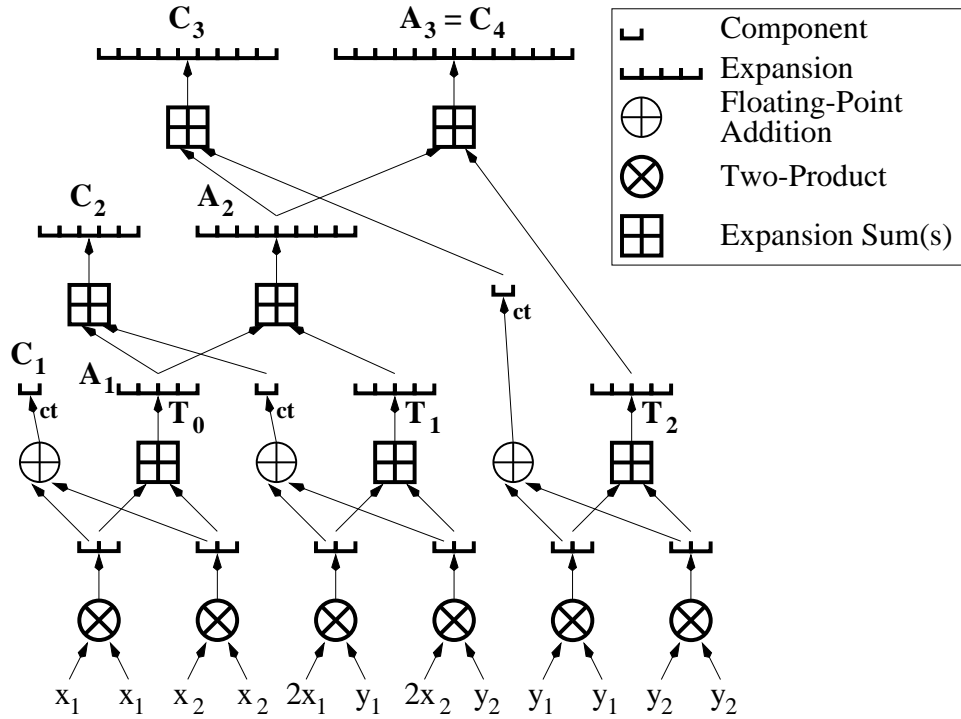 C₃ A₃ = C₄
Component
Expansion
Floating-Point
Addition
Two-Product
Expansion Sum(s)
C₂ A₂
ct
C₁ A₁
ct T₀ ct T₁ T₂
x₁ x₁ x₂ x₂ 2x₁ y₁ 2x₂ y₂ y₁ y₁ y₂ y₂